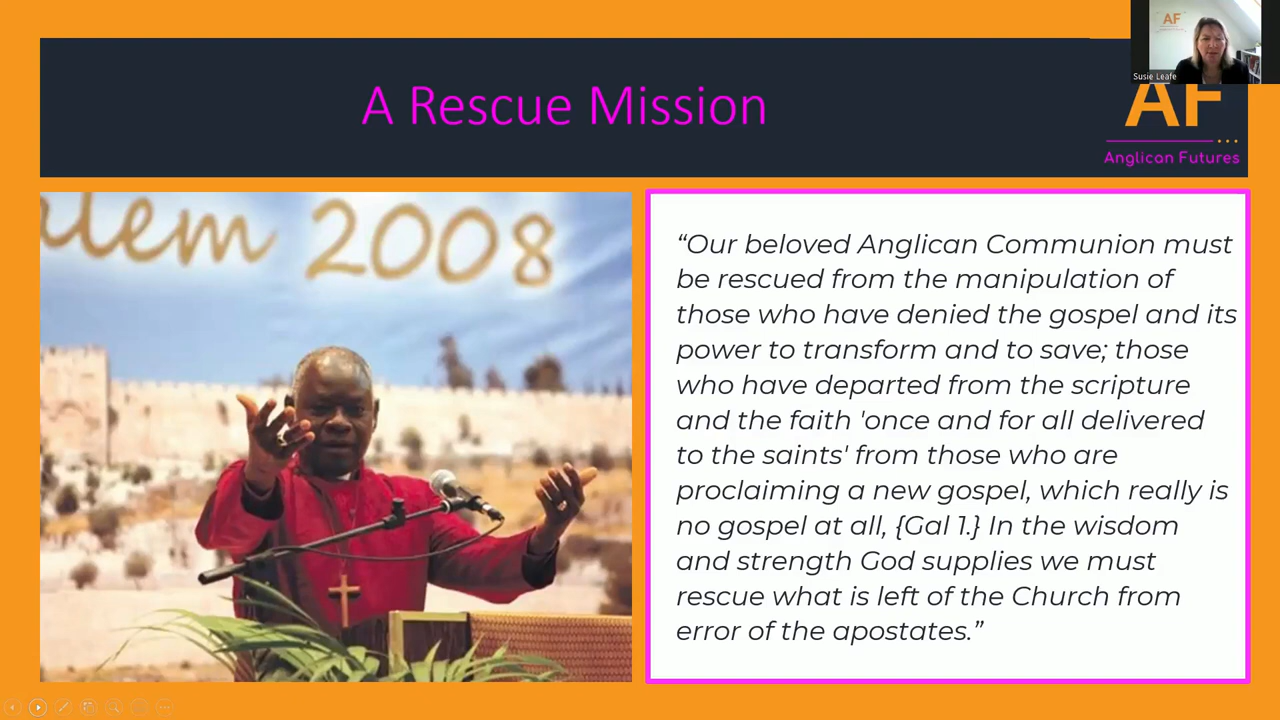 AF
Susie Leafe
A Rescue Mission
AF
Anglican Futures
alem 2008
“Our beloved Anglican Communion must
be rescued from the manipulation of
those who have denied the gospel and its
power to transform and to save; those
who have departed from the scripture
and the faith 'once and for all delivered
to the saints' from those who are
proclaiming a new gospel, which really is
no gospel at all, {Gal 1.} In the wisdom
and strength God supplies we must
rescue what is left of the Church from
error of the apostates.”